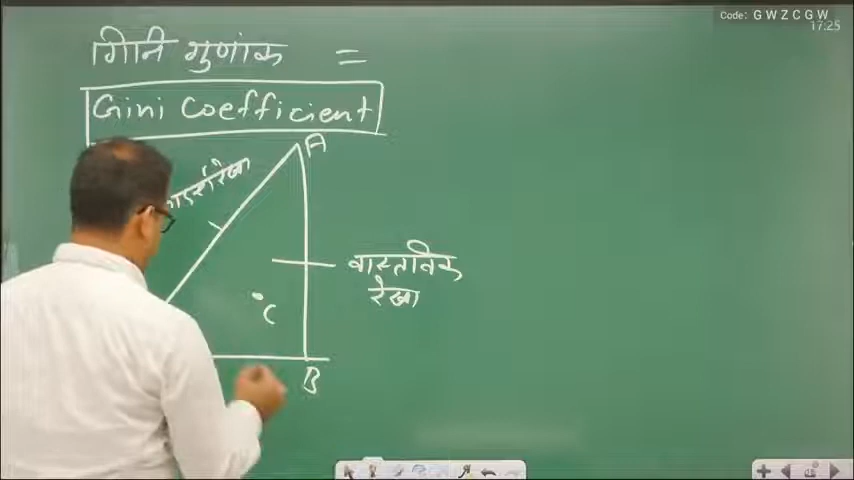 Code: GWZCGW
17:25
गिनि गुणांक =
Gini Coefficient
A
वास्तविक
रेखा
C
B